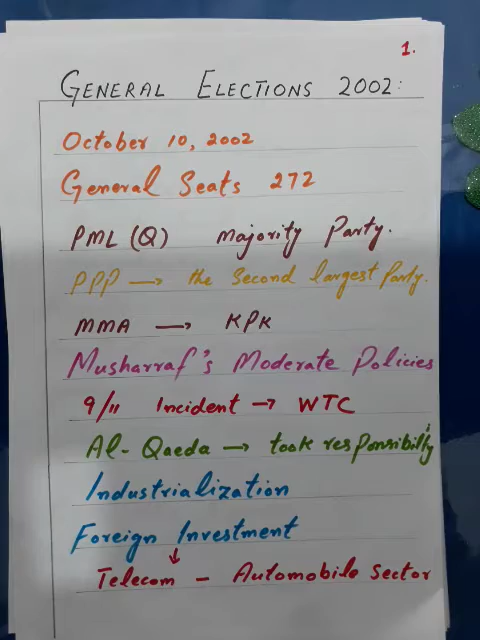 1.
GENERAL ELECTIONS 2002:
October 10, 2002
General Seats 272
PML (Q) Majority Party.
PPP → the Second largest Party.
MMA → KPK
Musharraf's Moderate Policies
9/11 Incident → WTC
Al-Qaeda → took responsibility
Industrialization
Foreign Investment
↓
Telecom - Automobile Sector